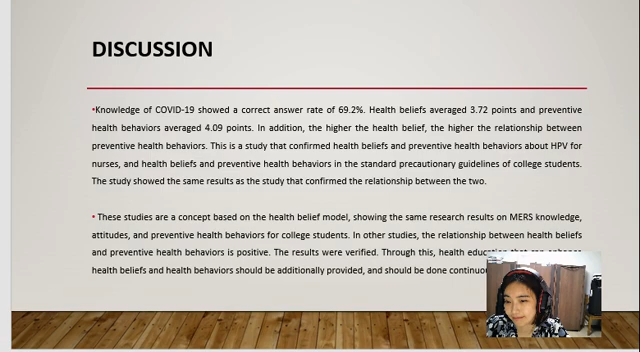 DISCUSSION
•Knowledge of COVID-19 showed a correct answer rate of 69.2%. Health beliefs averaged 3.72 points and preventive
health behaviors averaged 4.09 points. In addition, the higher the health belief, the higher the relationship between
preventive health behaviors. This is a study that confirmed health beliefs and preventive health behaviors about HPV for
nurses, and health beliefs and preventive health behaviors in the standard precautionary guidelines of college students.
The study showed the same results as the study that confirmed the relationship between the two.
• These studies are a concept based on the health belief model, showing the same research results on MERS knowledge,
attitudes, and preventive health behaviors for college students. In other studies, the relationship between health beliefs
and preventive health behaviors is positive. The results were verified. Through this, health
health beliefs and health behaviors should be additionally provided, and should be done